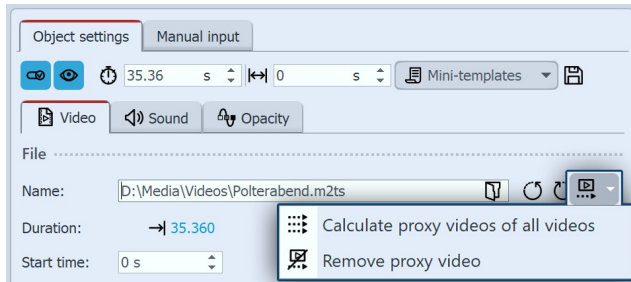 Object settings Manual input
35.36 s 0 s Mini-templates
Video Sound Opacity
File
Name: D:\Media\Videos\Polterabend.m2ts
Duration: 35.360 Calculate proxy videos of all videos
Start time: 0 s Remove proxy video